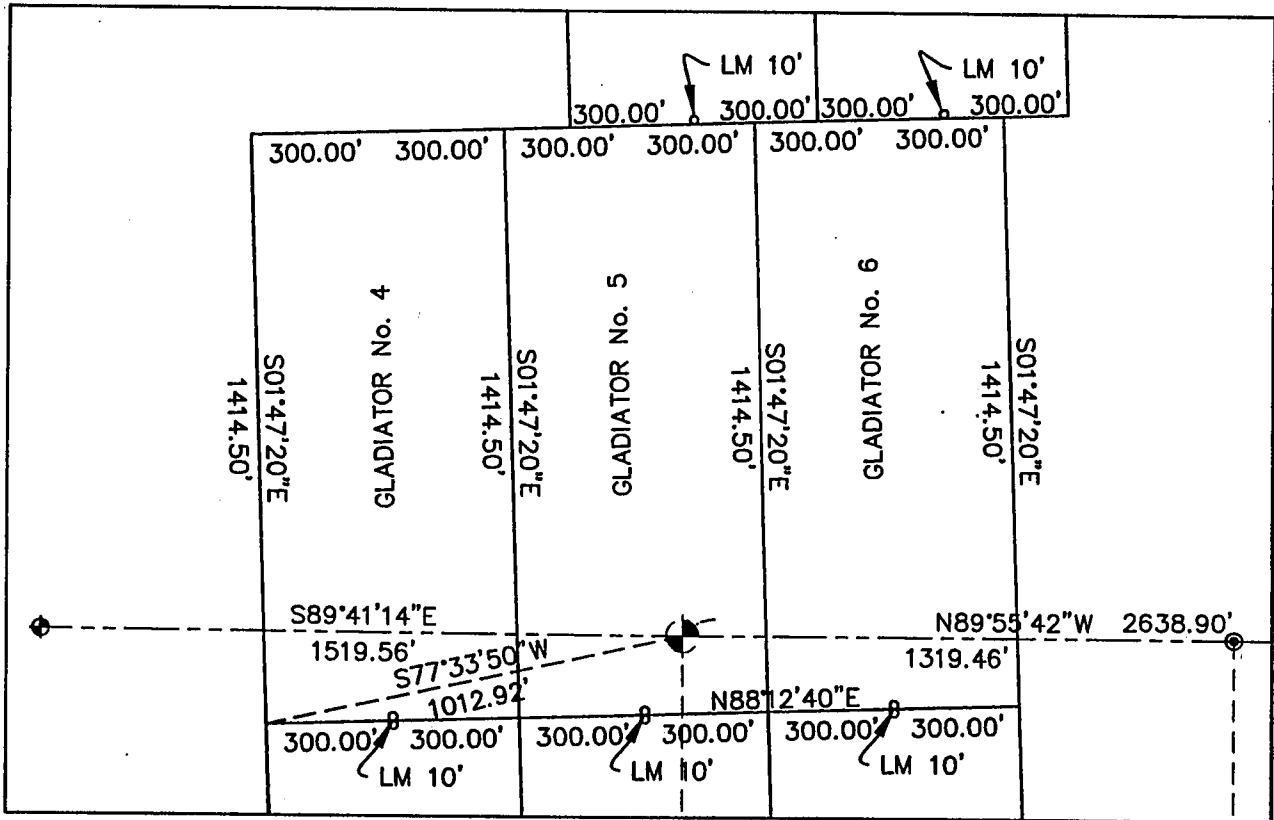 LM 10'
LM 10'
300.00' 300.00' 300.00' 300.00'
300.00' 300.00' 300.00' 300.00' 300.00' 300.00'
GLADIATOR No. 4
GLADIATOR No. 5
GLADIATOR No. 6
S01°47'20"E
1414.50'
S01°47'20"E
1414.50'
S01°47'20"E
1414.50'
S01°47'20"E
1414.50'
S89°41'14"E
1519.56'
N89°55'42"W 2638.90'
1319.46'
S77°33'50"W
1012.92'
N88°12'40"E
300.00' 300.00' 300.00' 300.00' 300.00' 300.00'
LM 10'
LM 10'
LM 10'